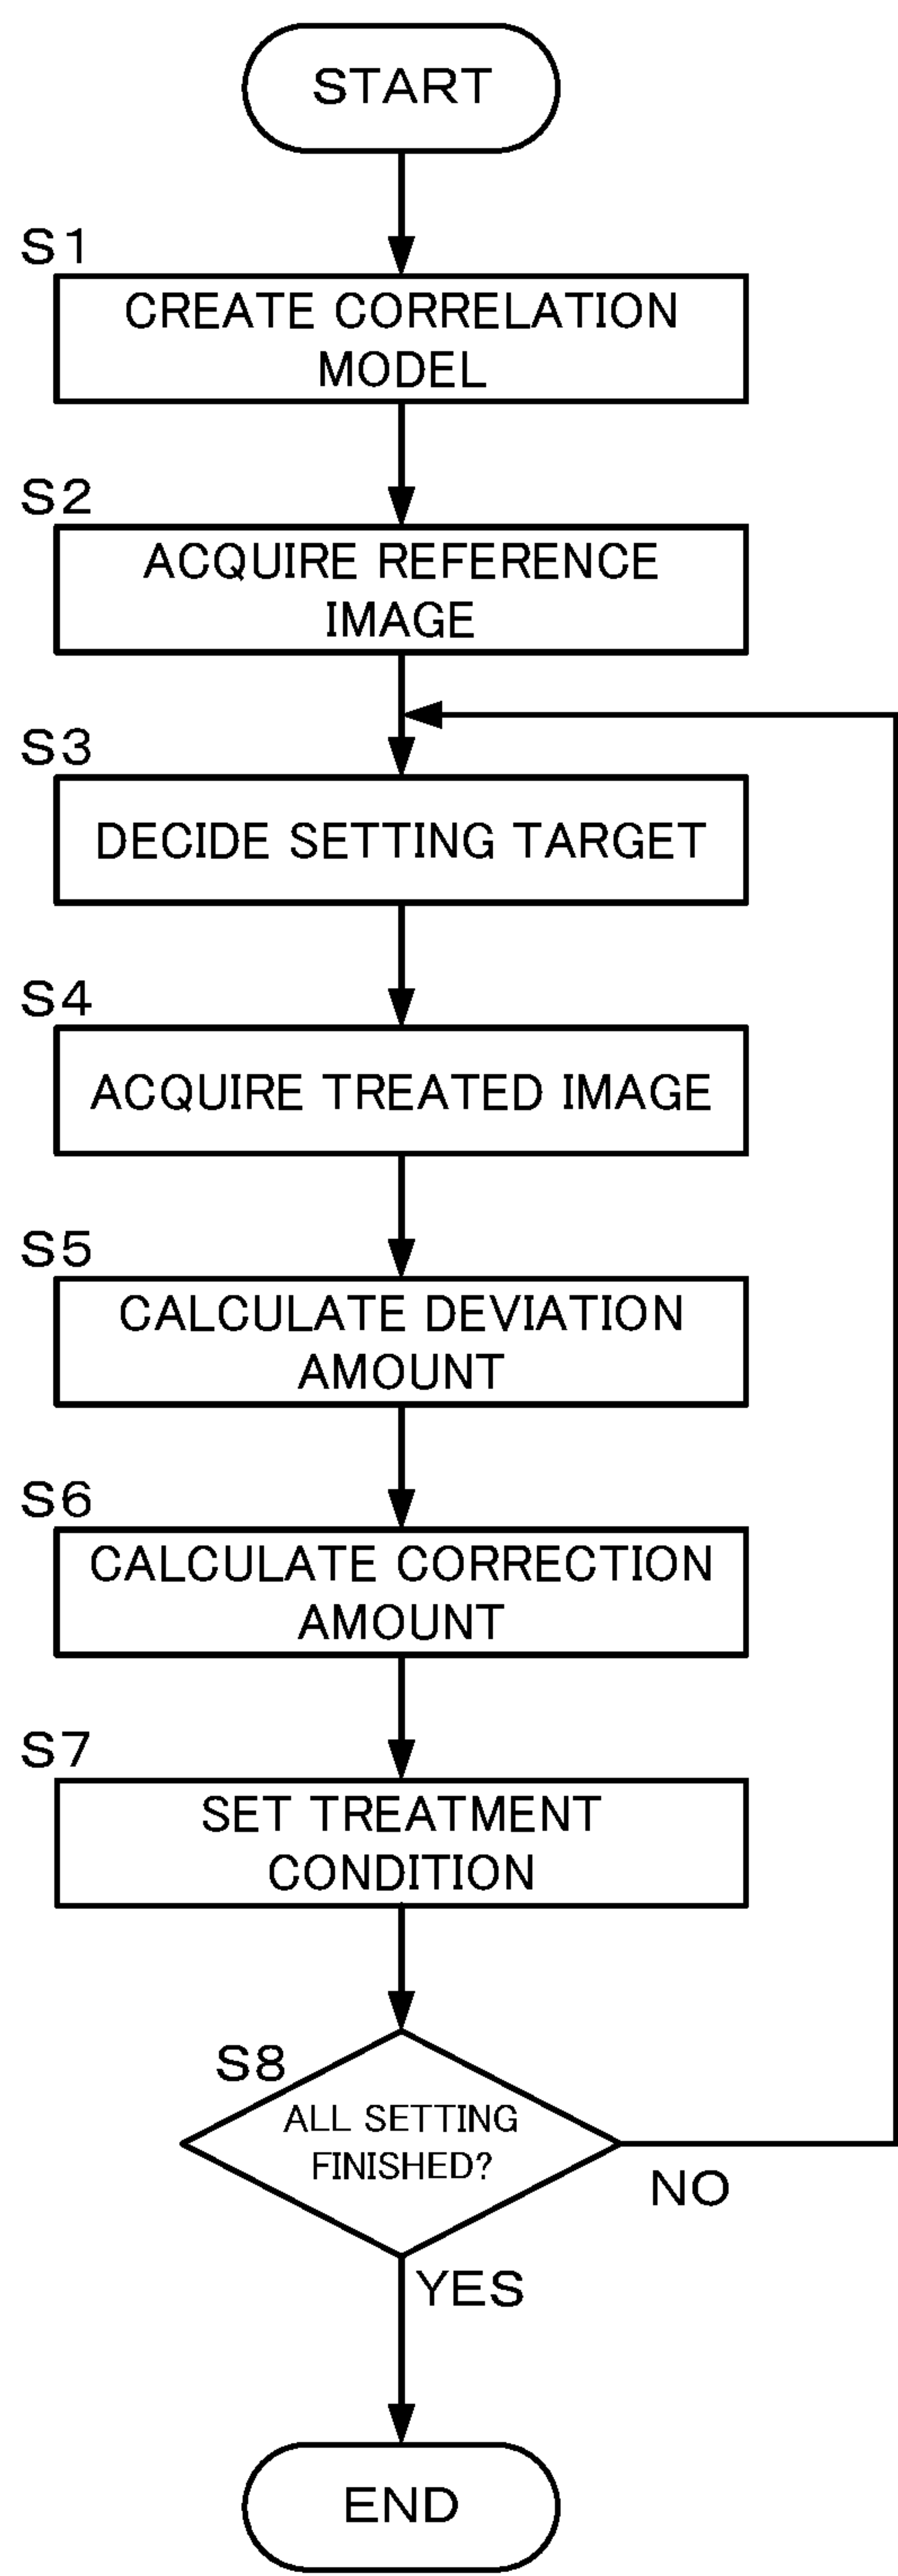 START
S1
CREATE CORRELATION
MODEL
S2
ACQUIRE REFERENCE
IMAGE
S3
DECIDE SETTING TARGET
S4
ACQUIRE TREATED IMAGE
S5
CALCULATE DEVIATION
AMOUNT
S6
CALCULATE CORRECTION
AMOUNT
S7
SET TREATMENT
CONDITION
S8
ALL SETTING
FINISHED?
NO
YES
END